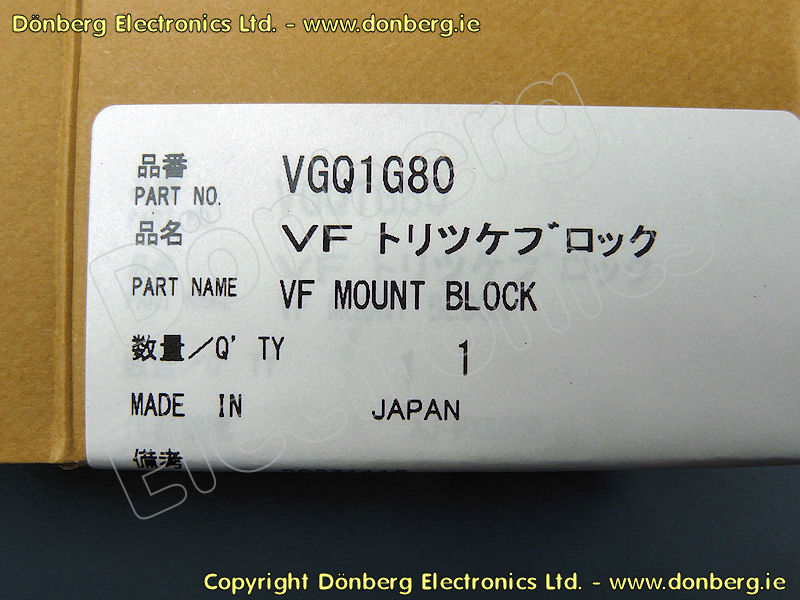 Dönberg Electronics Ltd. - www.donberg.ie
品番 VGQ1G80
PART NO.
品名 VF トリツケブロック
PART NAME VF MOUNT BLOCK
数量/Q'TY 1
MADE IN JAPAN
備考
Dönberg
Electronics
Copyright Dönberg Electronics Ltd. - www.donberg.ie